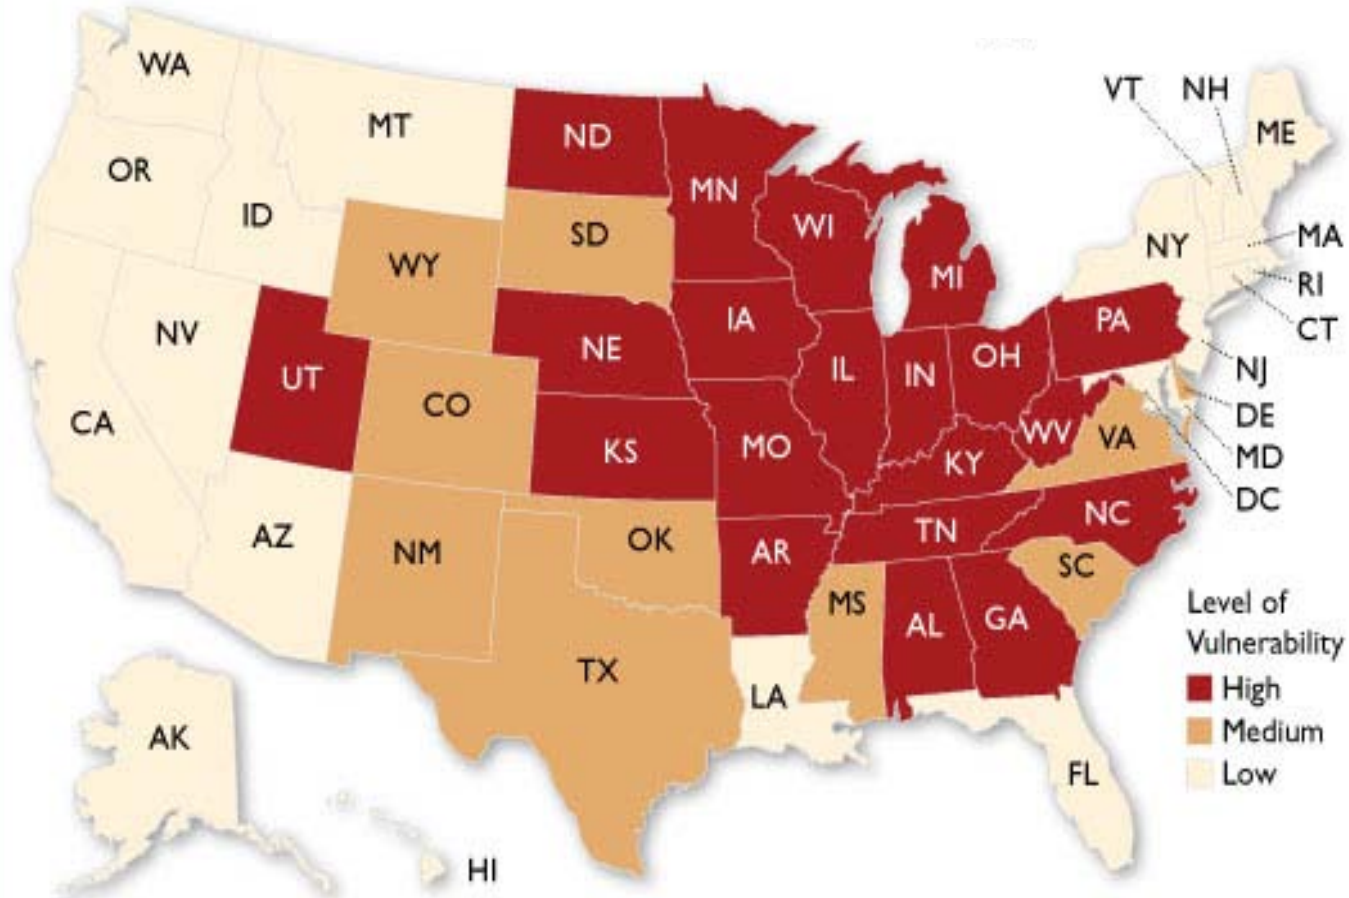 WA
MT
ND
MN
VT
NH
ME
OR
ID
WY
SD
WI
MI
NY
MA
RI
CT
NV
UT
CO
NE
IA
IL
IN
OH
PA
NJ
DE
MD
DC
CA
KS
MO
KY
WV
VA
AZ
NM
OK
AR
TN
NC
SC
MS
AL
GA
TX
LA
FL
AK
HI
Level of
Vulnerability
High
Medium
Low